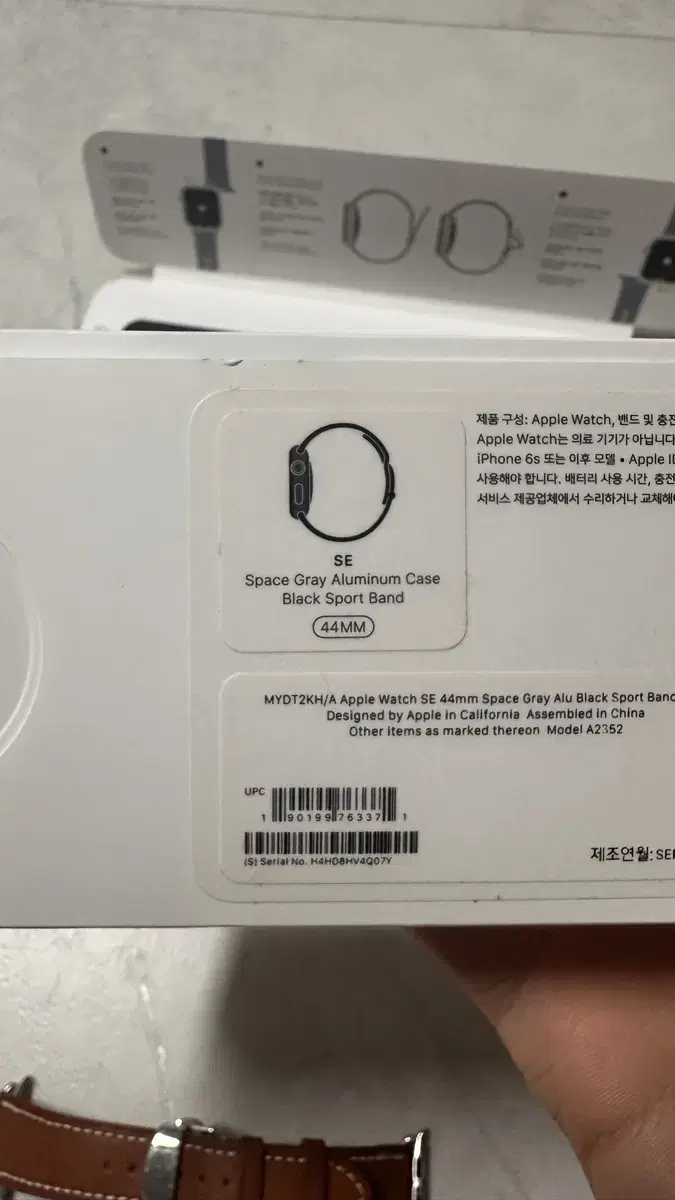 제품 구성: Apple Watch, 밴드 및 충전
Apple Watch는 의료 기기가 아닙니다
iPhone 6s 또는 이후 모델 • Apple ID
사용해야 합니다. 배터리 사용 시간, 충전
서비스 제공업체에서 수리하거나 교체해야
SE
Space Gray Aluminum Case
Black Sport Band
44MM
MYDT2KH/A Apple Watch SE 44mm Space Gray Alu Black Sport Band
Designed by Apple in California Assembled in China
Other items as marked thereon Model A2352
UPC
1 90199 76337 1
(S) Serial No. H4HD8HV4Q07Y
제조연월: SE